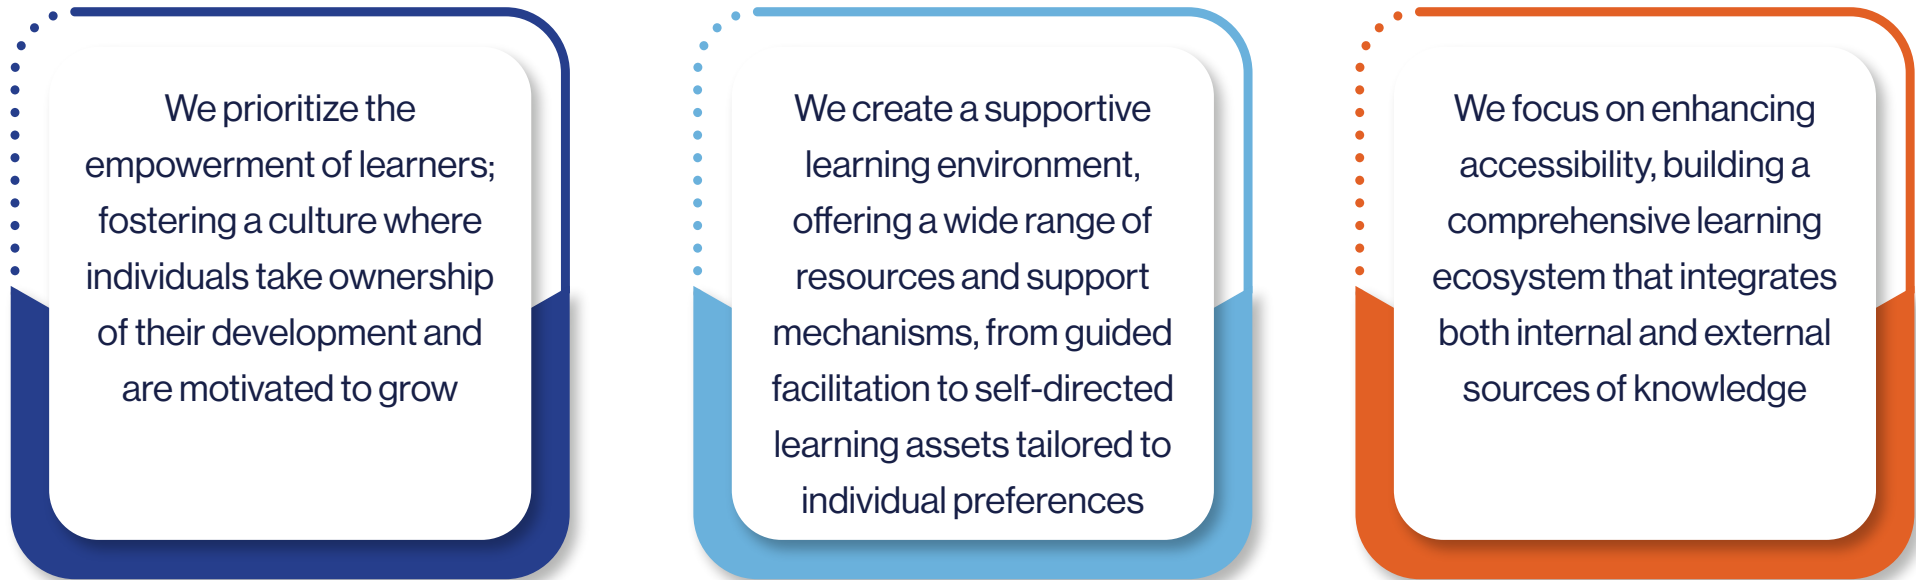 We prioritize the
empowerment of learners;
fostering a culture where
individuals take ownership
of their development and
are motivated to grow
We create a supportive
learning environment,
offering a wide range of
resources and support
mechanisms, from guided
facilitation to self-directed
learning assets tailored to
individual preferences
We focus on enhancing
accessibility, building a
comprehensive learning
ecosystem that integrates
both internal and external
sources of knowledge